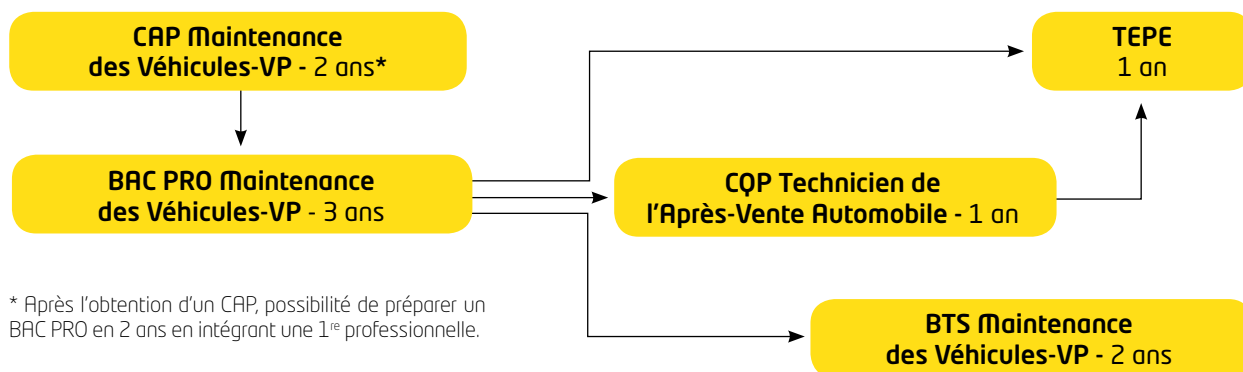 CAP Maintenance
des Véhicules-VP - 2 ans*
TEPE
1 an
BAC PRO Maintenance
des Véhicules-VP - 3 ans
CQP Technicien de
l'Après-Vente Automobile - 1 an
* Après l'obtention d'un CAP, possibilité de préparer un
BAC PRO en 2 ans en intégrant une 1re professionnelle.
BTS Maintenance
des Véhicules-VP - 2 ans